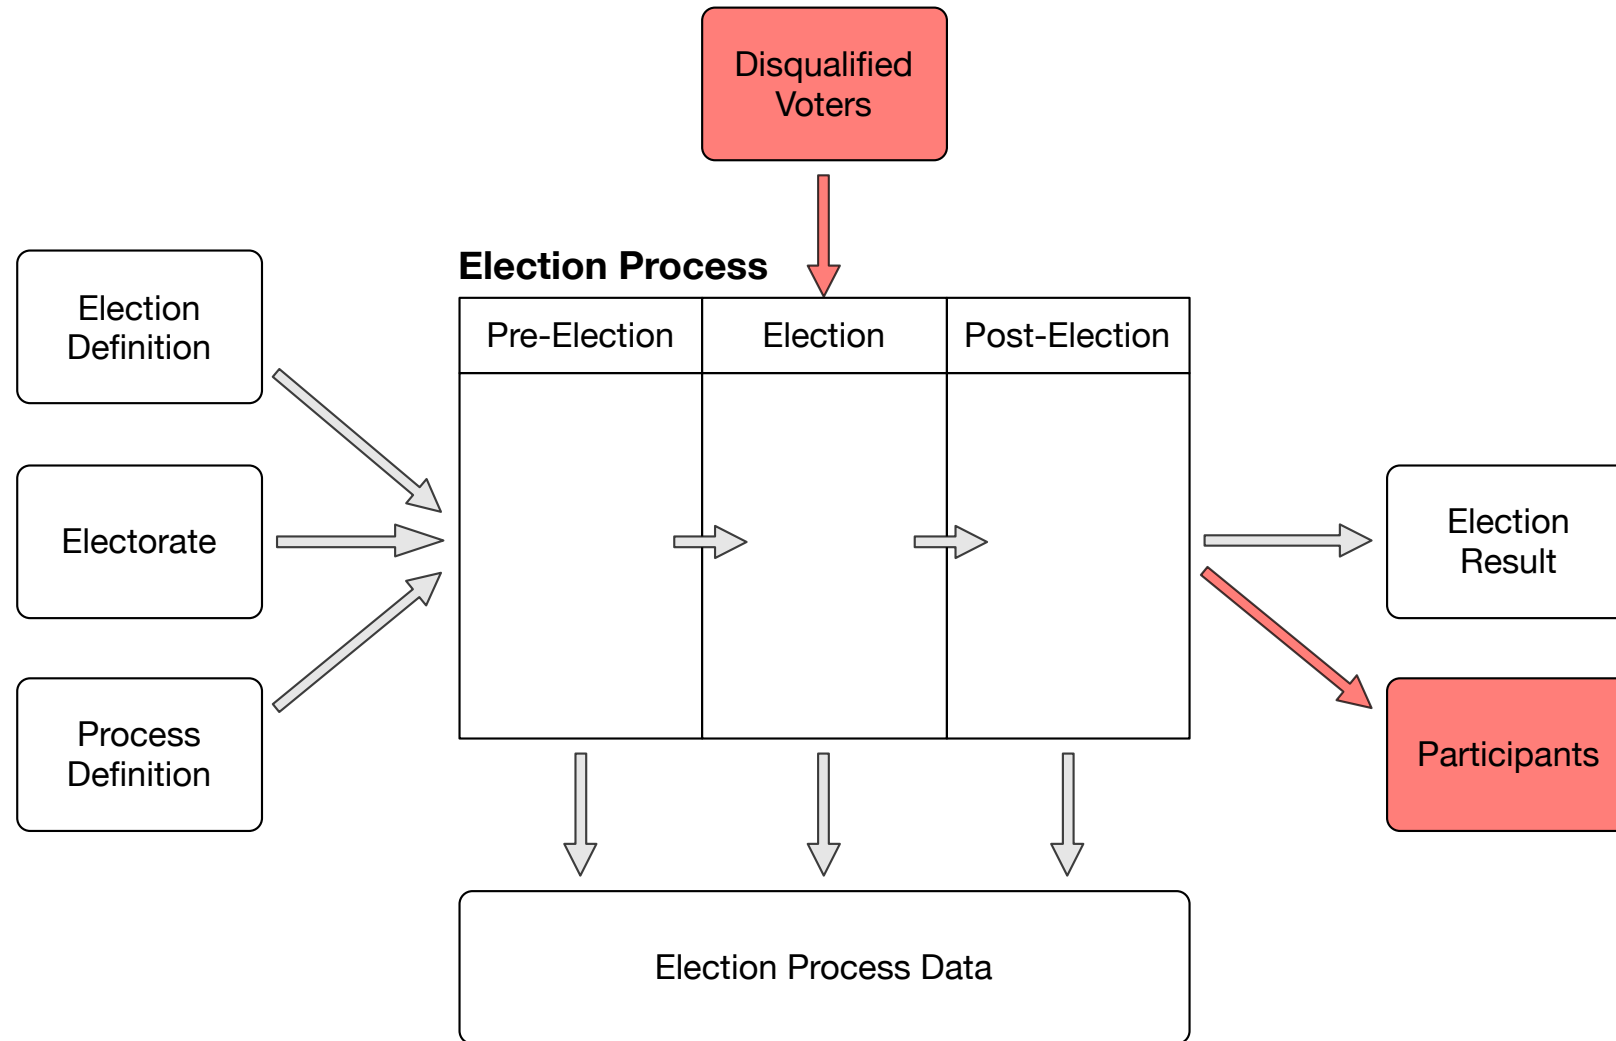 Disqualified
Voters
Election Process
Election
Definition
Pre-Election
Election
Post-Election
Electorate
Election
Result
Process
Definition
Participants
Election Process Data